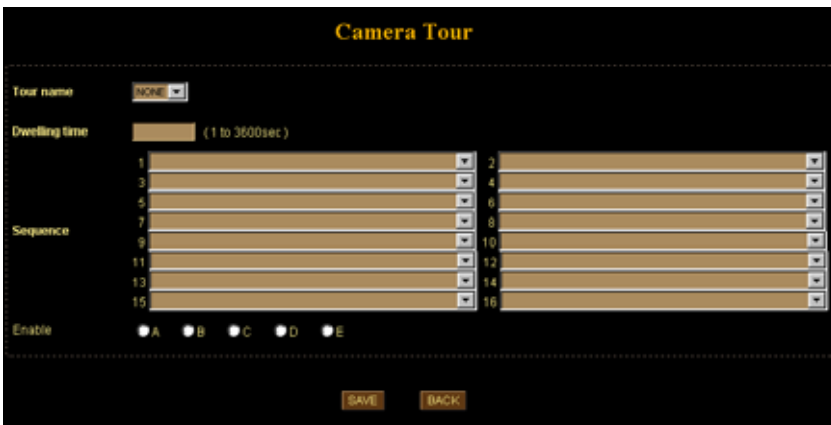 Camera Tour
Tour name NONE
Dwelling time ( 1 to 3600sec )
1 2
3 4
5 6
7 8
Sequence
9 10
11 12
13 14
15 16
Enable A B C D E
SAVE BACK